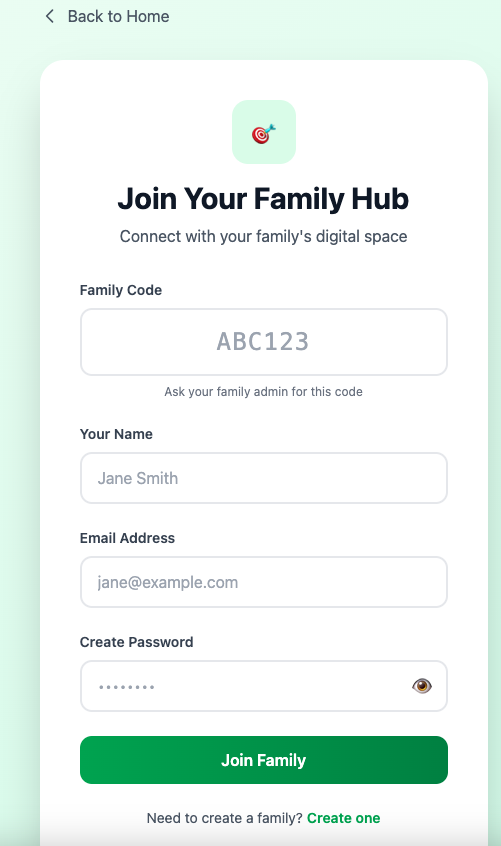 Back to Home
Join Your Family Hub
Connect with your family's digital space
Family Code
ABC123
Ask your family admin for this code
Your Name
Jane Smith
Email Address
jane@example.com
Create Password
••••••••
Join Family
Need to create a family? Create one